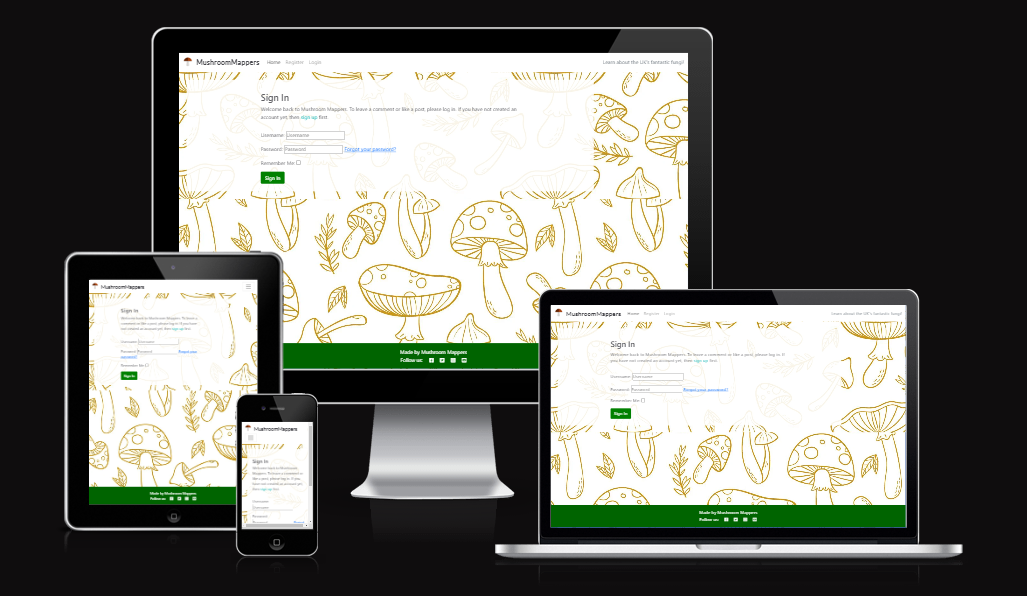 MushroomMappers Home Register Login Learn about the UK's fantastic fungi!
Sign In
Welcome back to Mushroom Mappers. To leave a comment or like a post, please log in. If you have not created an
account yet, then sign up first.
Username: Username
Password: Password Forgot your password?
Remember Me:
Sign In
Made by Mushroom Mappers
Follow us:
MushroomMappers
Sign In
Welcome back to Mushroom Mappers. To leave a
comment or like a post, please log in. If you have
not created an account yet, then sign up first.
Username: Username
Password: Password Forgot your
password?
Remember Me:
Sign In
Made by Mushroom Mappers
Follow us:
MushroomMappers
Sign In
Welcome back to Mushroom
Mappers. To leave a comment
or like a post, please log in. If you
have not created an account
yet, then sign up first.
Username:
Username
Password:
Password Forgot
MushroomMappers Home Register Login Learn about the UK's fantastic fungi!
Sign In
Welcome back to Mushroom Mappers. To leave a comment or like a post, please log in. If
you have not created an account yet, then sign up first.
Username: Username
Password: Password Forgot your password?
Remember Me:
Sign In
Made by Mushroom Mappers
Follow us: